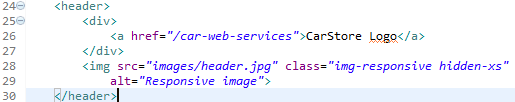 24 <header>
25 <div>
26 <a href="/car-web-services">CarStore Logo</a>
27 </div>
28 <img src="images/header.jpg" class="img-responsive hidden-xs"
29 alt="Responsive image">
30 </header>